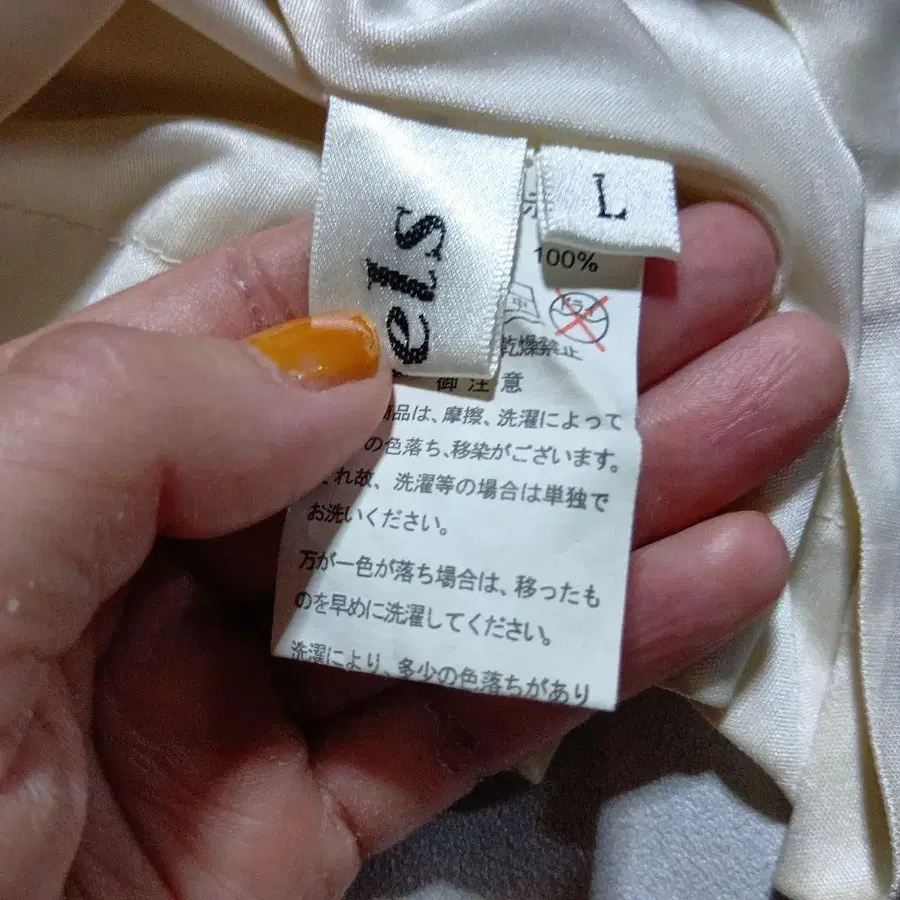 els
L
示
100%
ドライ
乾燥禁止
御注意
品は、摩擦、洗濯によって
の色落ち、移染がございます。
れ故、洗濯等の場合は単独で
お洗いください。
万が一色が落ち場合は、移ったも
のを早めに洗濯してください。
洗濯により、多少の色落ちがあり